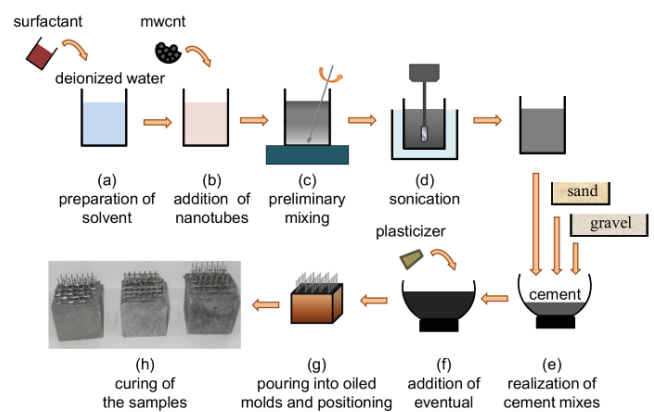 surfactant
mwcnt
deionized water
(a)
preparation of
solvent
(b)
addition of
nanotubes
(c)
preliminary
mixing
(d)
sonication
sand
gravel
plasticizer
cement
(e)
realization of
cement mixes
(f)
addition of
eventual
(g)
pouring into oiled
molds and positioning
(h)
curing of
the samples